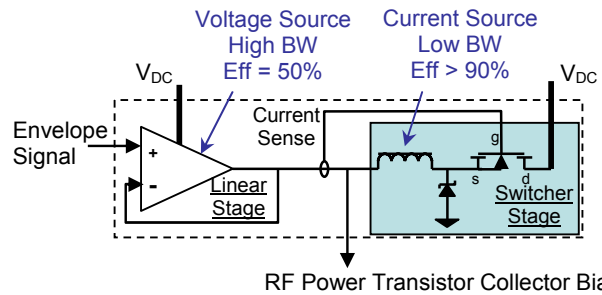 Voltage Source
High BW
Eff = 50%
Current Source
Low BW
Eff > 90%
VDC
VDC
Envelope
Signal
Current
Sense
+
-
Linear
Stage
g
s
d
Switcher
Stage
RF Power Transistor Collector Bia